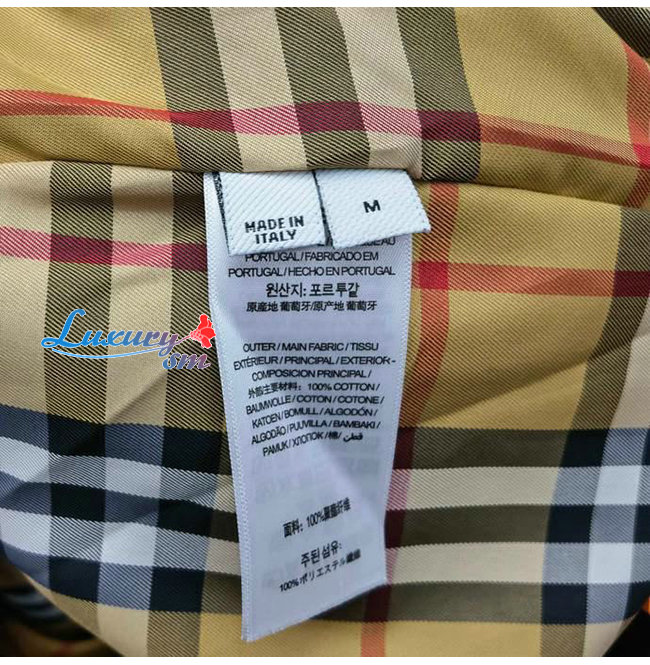 MADE IN
ITALY
M
PORTUGAL / FABRICADO EM
PORTUGAL / HECHO EN PORTUGAL
원산지: 포르투갈
原産地 葡萄牙/原产地 葡萄牙
Luxury
sm
OUTER / MAIN FABRIC / TISSU
EXTÉRIEUR / PRINCIPAL / EXTERIOR -
COMPOSICIÓN PRINCIPAL /
外部/主要材料: 100% COTTON /
BAUMWOLLE / COTON / COTONE /
KATOEN / BOMULL / ALGODÓN /
ALGODÃO / PUUVILLA / BAMBAKI /
PAMUK / ХЛОПОК / 棉 / قطن
面料: 100%聚酯纤维
주된 섬유:
100% ポリエステル繊維